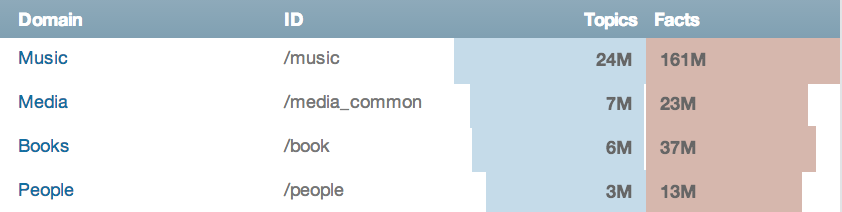 Domain ID Topics Facts
Music /music 24M 161M
Media /media_common 7M 23M
Books /book 6M 37M
People /people 3M 13M